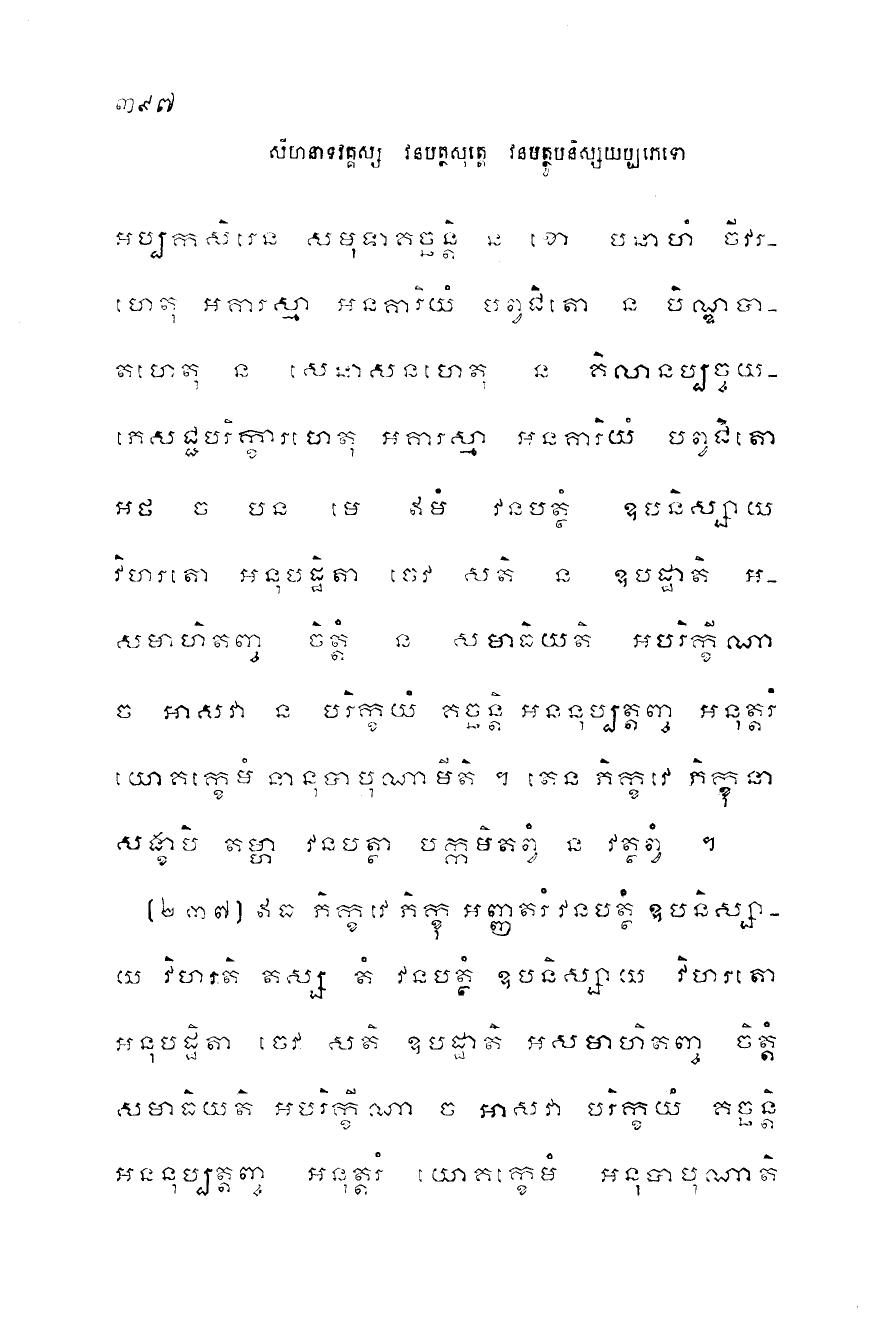 ៣៩៧
សីហនាទវគ្គស្ស វនបត្ថសុត្តេ វនបត្ថូបនិស្សយប្បភេទោ
អប្បកសិរេន សមុទាគច្ឆន្តិ ន ខោ បនាហំ ចីវរ-
ហេតុ អគារស្មា អនគារិយំ បព្វជិតោ ន បិណ្ឌបា-
តហេតុ ន សេនាសនហេតុ ន គិលានប្បច្ចយ-
ភេសជ្ជបរិក្ខារហេតុ អគារស្មា អនគារិយំ បព្វជិតោ
អថ ច បន មេ ឥមំ វនបត្ថំ ឧបនិស្សាយ
វិហរតោ អនុបដ្ឋិតា ចេវ សតិ ន ឧបដ្ឋាតិ អ-
សមាហិតញ្ច ចិត្តំ ន សមាធិយតិ អបរិក្ខីណា
ច អាសវា ន បរិក្ខយំ គច្ឆន្តិ អននុប្បត្តញ្ច អនុត្តរំ
យោគក្ខេមំ នានុបាបុណាមីតិ ។ តេន ភិក្ខវេ ភិក្ខុនា
សង្ខាបិ តម្ហា វនបត្ថា បក្កមិតព្វំ ន វត្ថព្វំ ។
(២៣៧) ឥធ ភិក្ខវេ ភិក្ខុ អញ្ញតរំ វនបត្ថំ ឧបនិស្សា-
យ វិហរតិ តស្ស តំ វនបត្ថំ ឧបនិស្សាយ វិហរតោ
អនុបដ្ឋិតា ចេវ សតិ ឧបដ្ឋាតិ អសមាហិតញ្ច ចិត្តំ
សមាធិយតិ អបរិក្ខីណា ច អាសវា បរិក្ខយំ គច្ឆន្តិ
អននុប្បត្តញ្ច អនុត្តរំ យោគក្ខេមំ អនុបាបុណាតិ